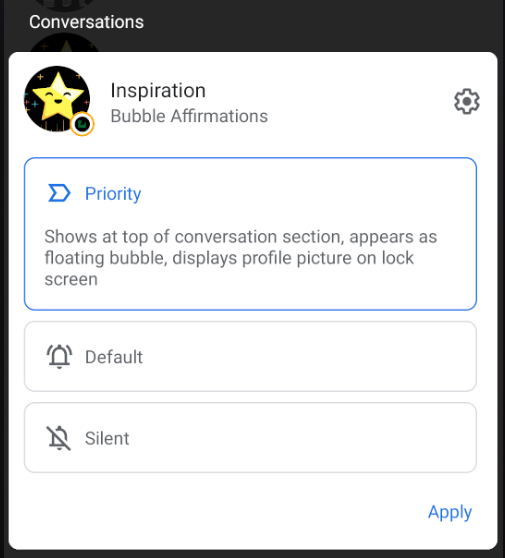 Conversations
Inspiration
Bubble Affirmations
Priority
Shows at top of conversation section, appears as
floating bubble, displays profile picture on lock
screen
Default
Silent
Apply